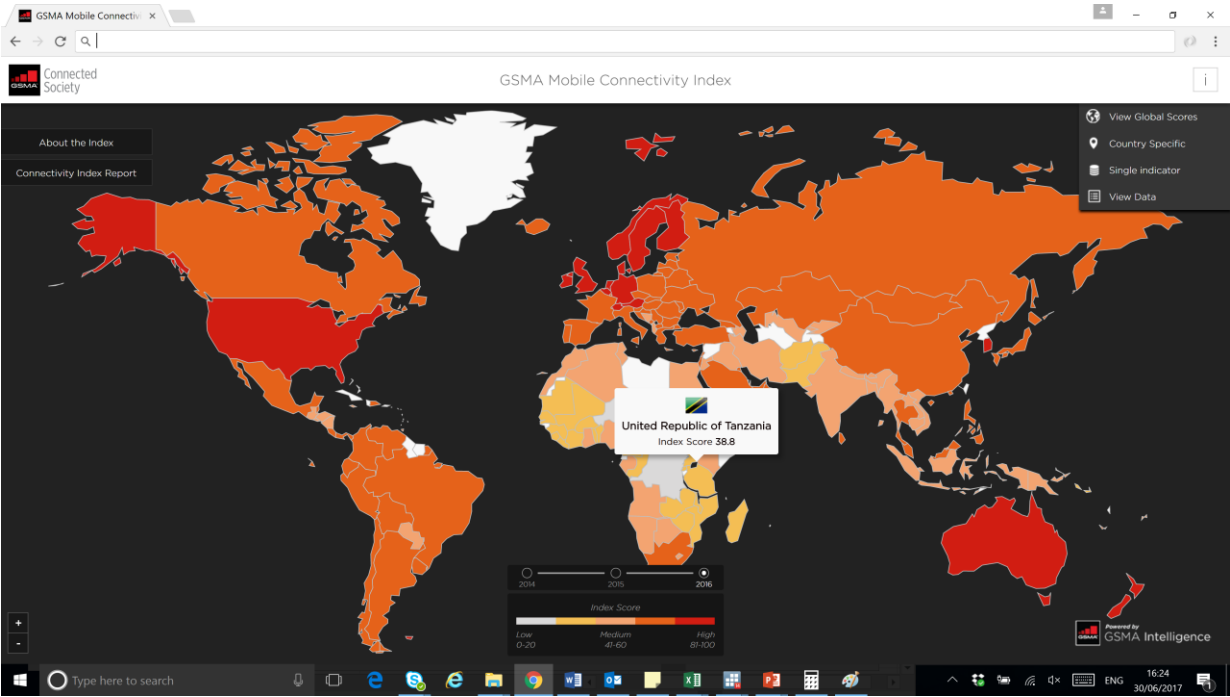 GSMA Mobile Connectivi
GSMA
Connected
Society
GSMA Mobile Connectivity Index
i
About the Index
Connectivity Index Report
View Global Scores
Country Specific
Single indicator
View Data
United Republic of Tanzania
Index Score 38.8
2014 2015 2016
Index Score
Low Medium High
0-20 41-60 81-100
+
-
Powered by
GSMA Intelligence
GSMA
Type here to search
ENG
16:24
30/06/2017